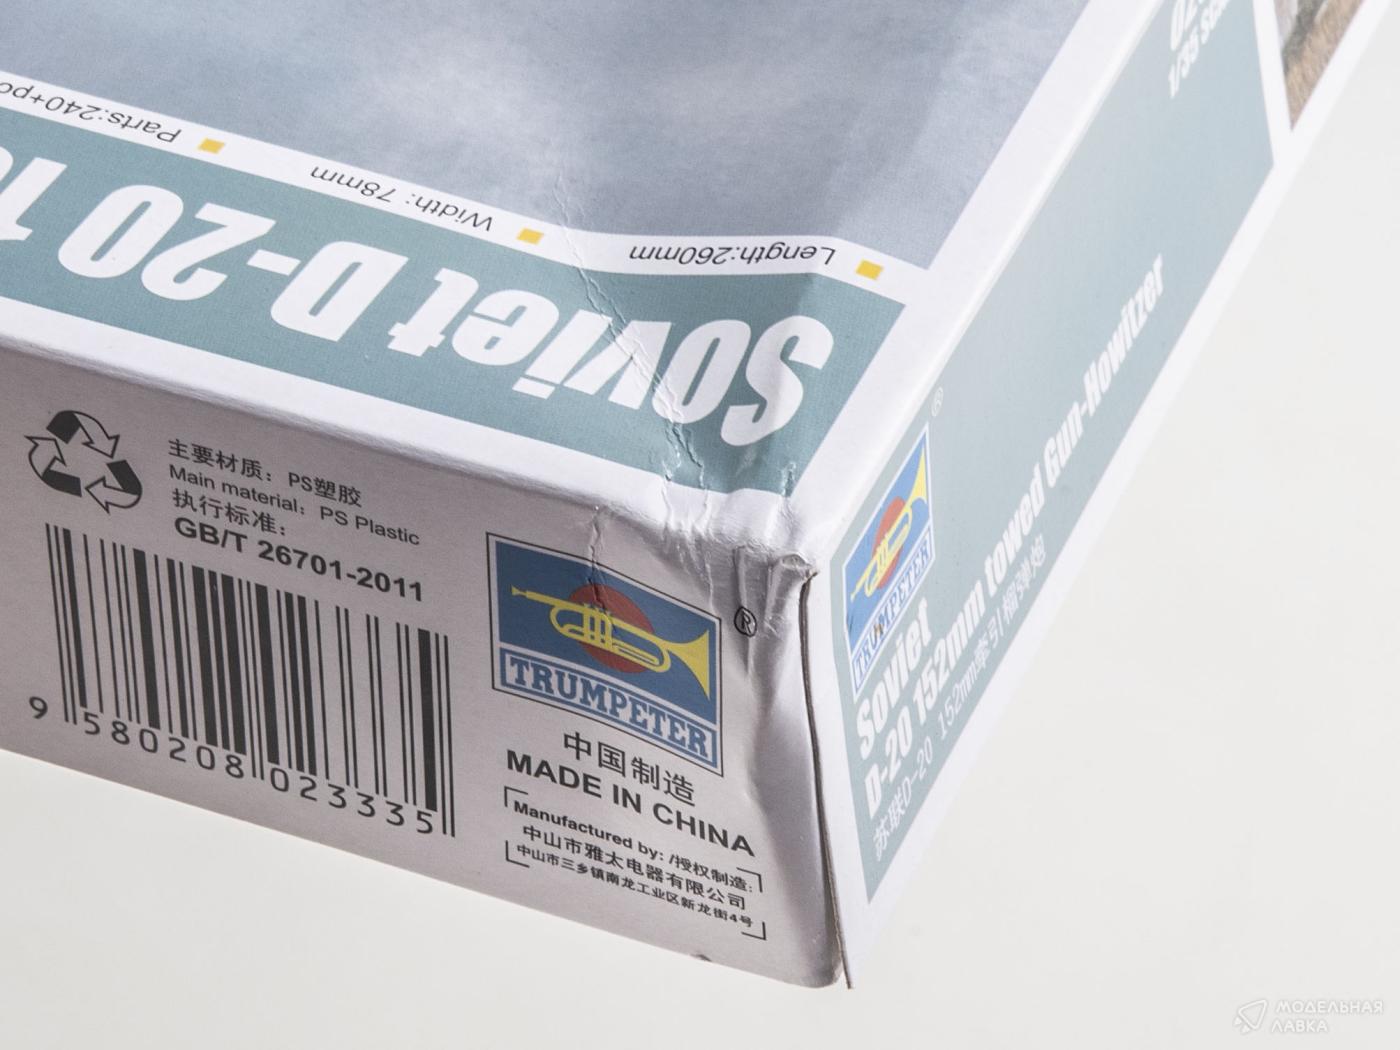 Parts:240+
Width: 78mm
Length:260mm
Soviet D-20
主要材质：PS塑胶
Main material: PS Plastic
执行标准：
GB/T 26701-2011
9 580208 023335
TRUMPETER
®
中国制造
MADE IN CHINA
Manufactured by: /授权制造:
中山市雅太电器有限公司
中山市三乡镇南龙工业区新龙街4号
1/35
®
TRUMPETER
Soviet
D-20 152mm towed Gun-Howitzer
苏联D-20 152mm牵引榴弹炮
МОДЕЛЬНАЯ
ЛАВКА